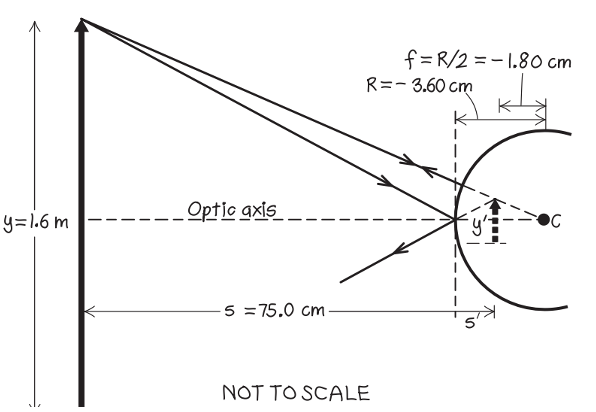 f = R/2 = -1.80 cm
R = - 3.60 cm
Optic axis
y = 1.6 m
y'
C
s = 75.0 cm
s'
NOT TO SCALE